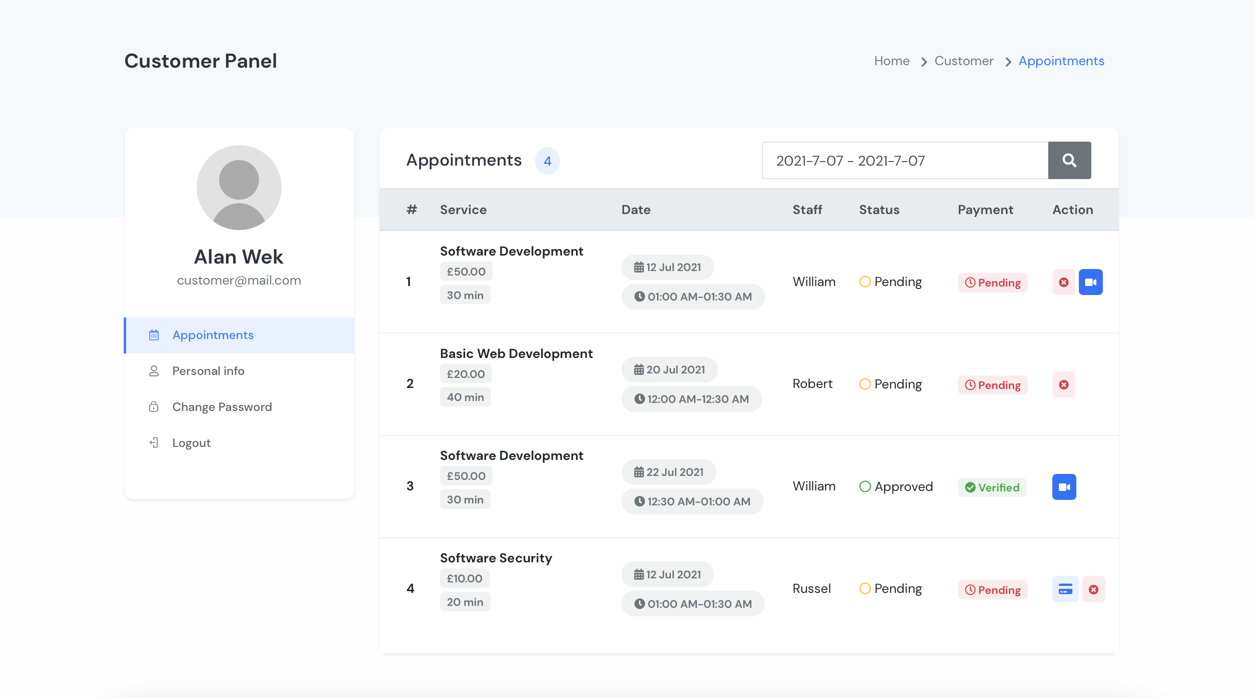 Customer Panel
Home Customer Appointments
Alan Wek
customer@mail.com
Appointments
Personal info
Change Password
Logout
Appointments 4
2021-7-07 - 2021-7-07
# Service Date Staff Status Payment Action
1
Software Development
£50.00
30 min
12 Jul 2021
01:00 AM-01:30 AM
William
Pending
Pending
2
Basic Web Development
£20.00
40 min
20 Jul 2021
12:00 AM-12:30 AM
Robert
Pending
Pending
3
Software Development
£50.00
30 min
22 Jul 2021
12:30 AM-01:00 AM
William
Approved
Verified
4
Software Security
£10.00
20 min
12 Jul 2021
01:00 AM-01:30 AM
Russel
Pending
Pending